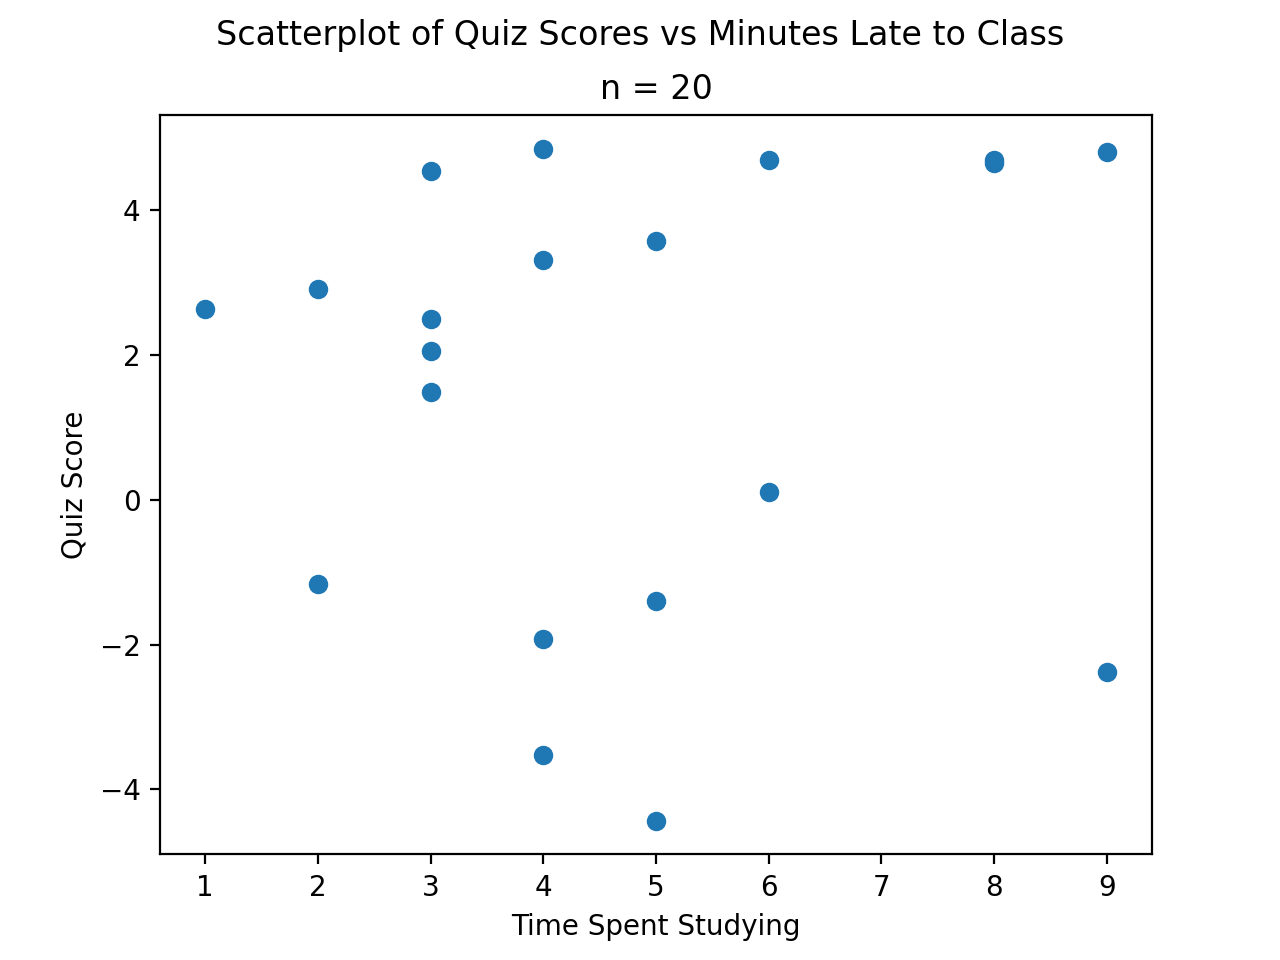 Scatterplot of Quiz Scores vs Minutes Late to Class
n = 20
4
2
0
−2
−4
Quiz Score
1 2 3 4 5 6 7 8 9
Time Spent Studying